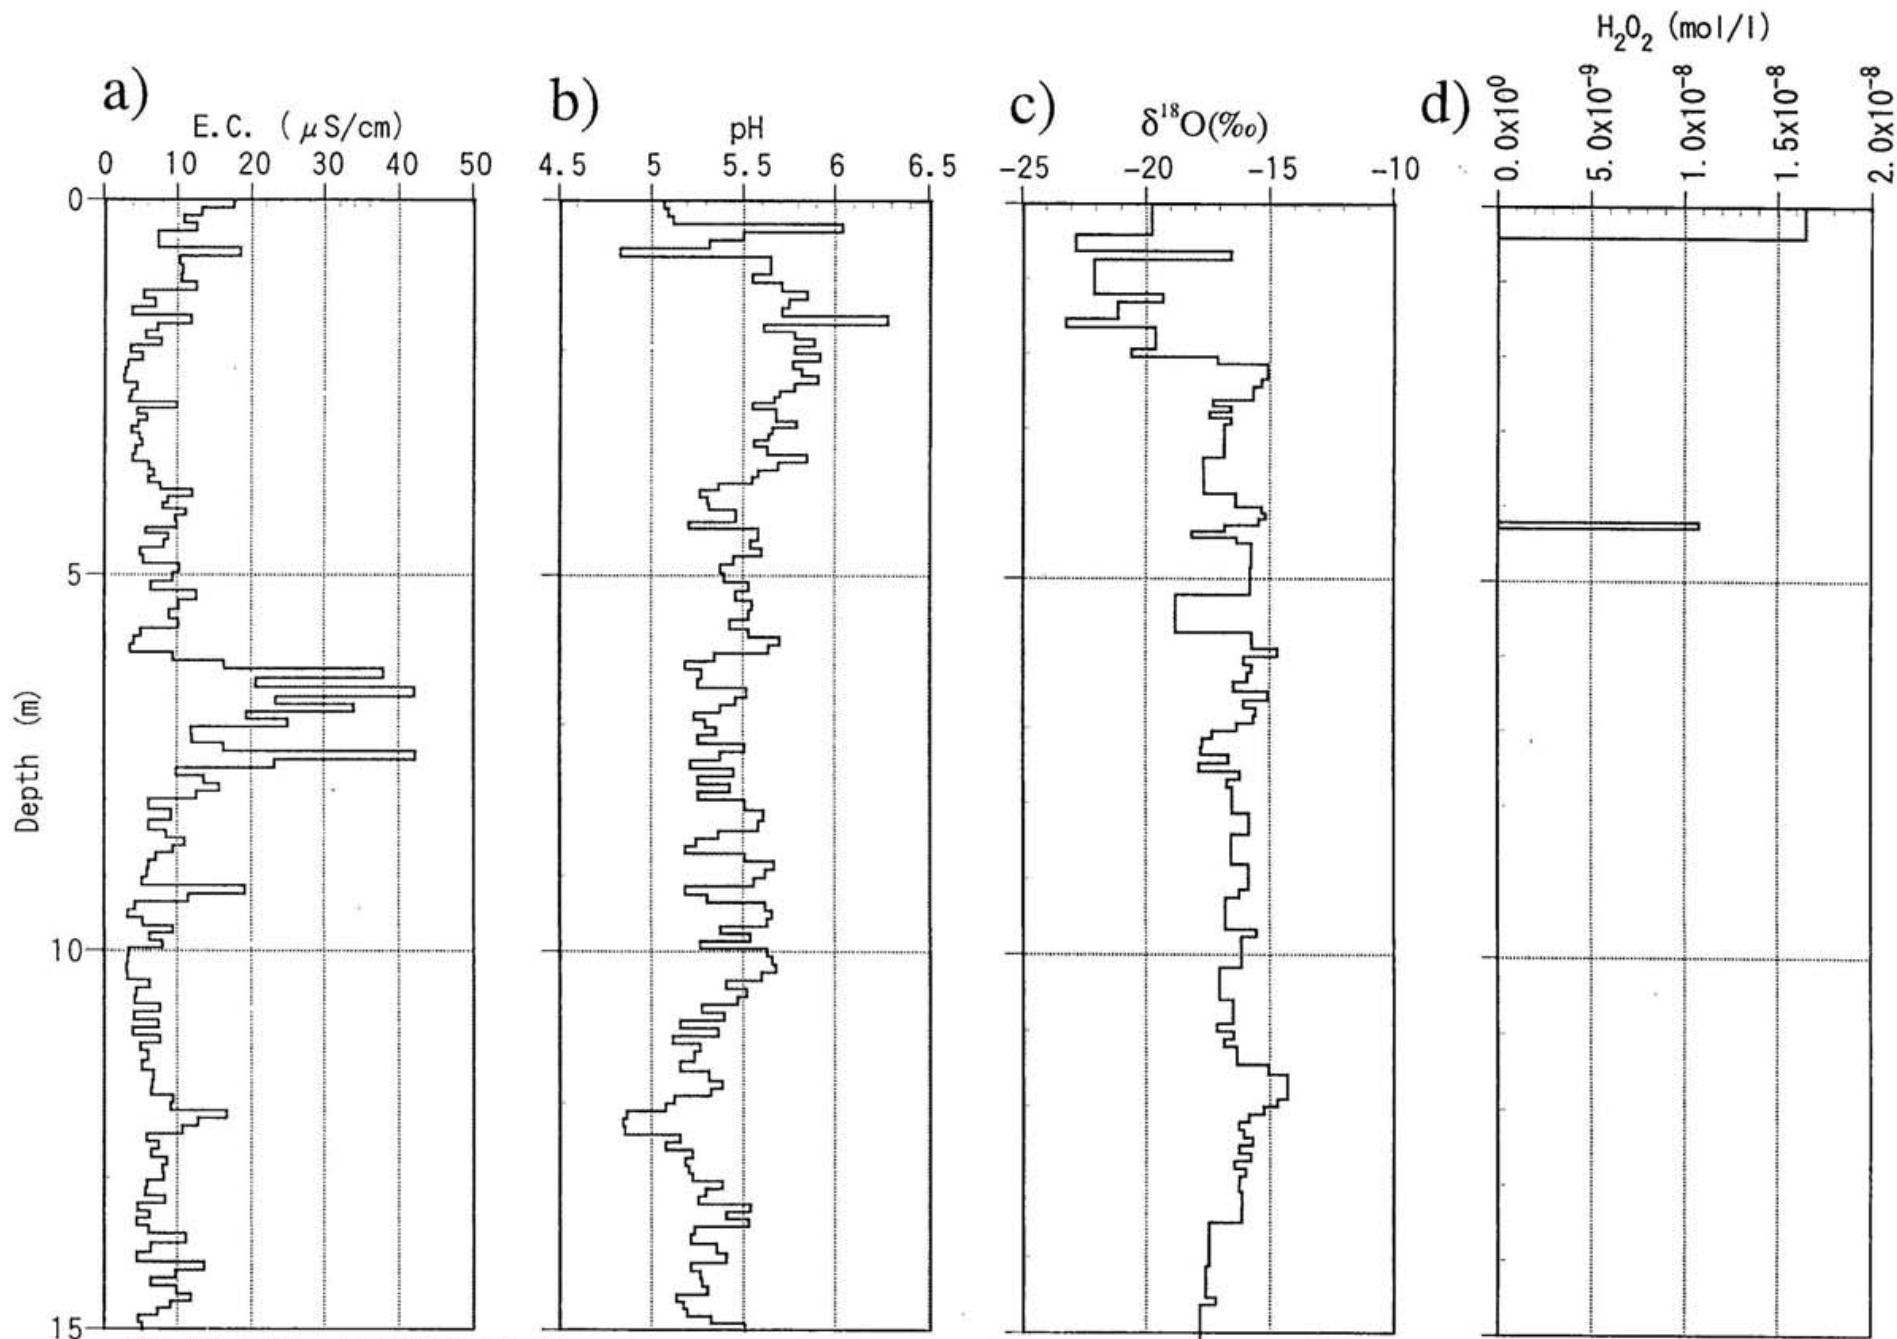 H₂O₂ (mol/l)
a) b) c) d)
E.C. (μS/cm) pH δ¹⁸O(‰)
0.0x10⁰ 5.0x10⁻⁹ 1.0x10⁻⁸ 1.5x10⁻⁸ 2.0x10⁻⁸
0 10 20 30 40 50 4.5 5 5.5 6 6.5 -25 -20 -15 -10
0
5
Depth (m)
10
15